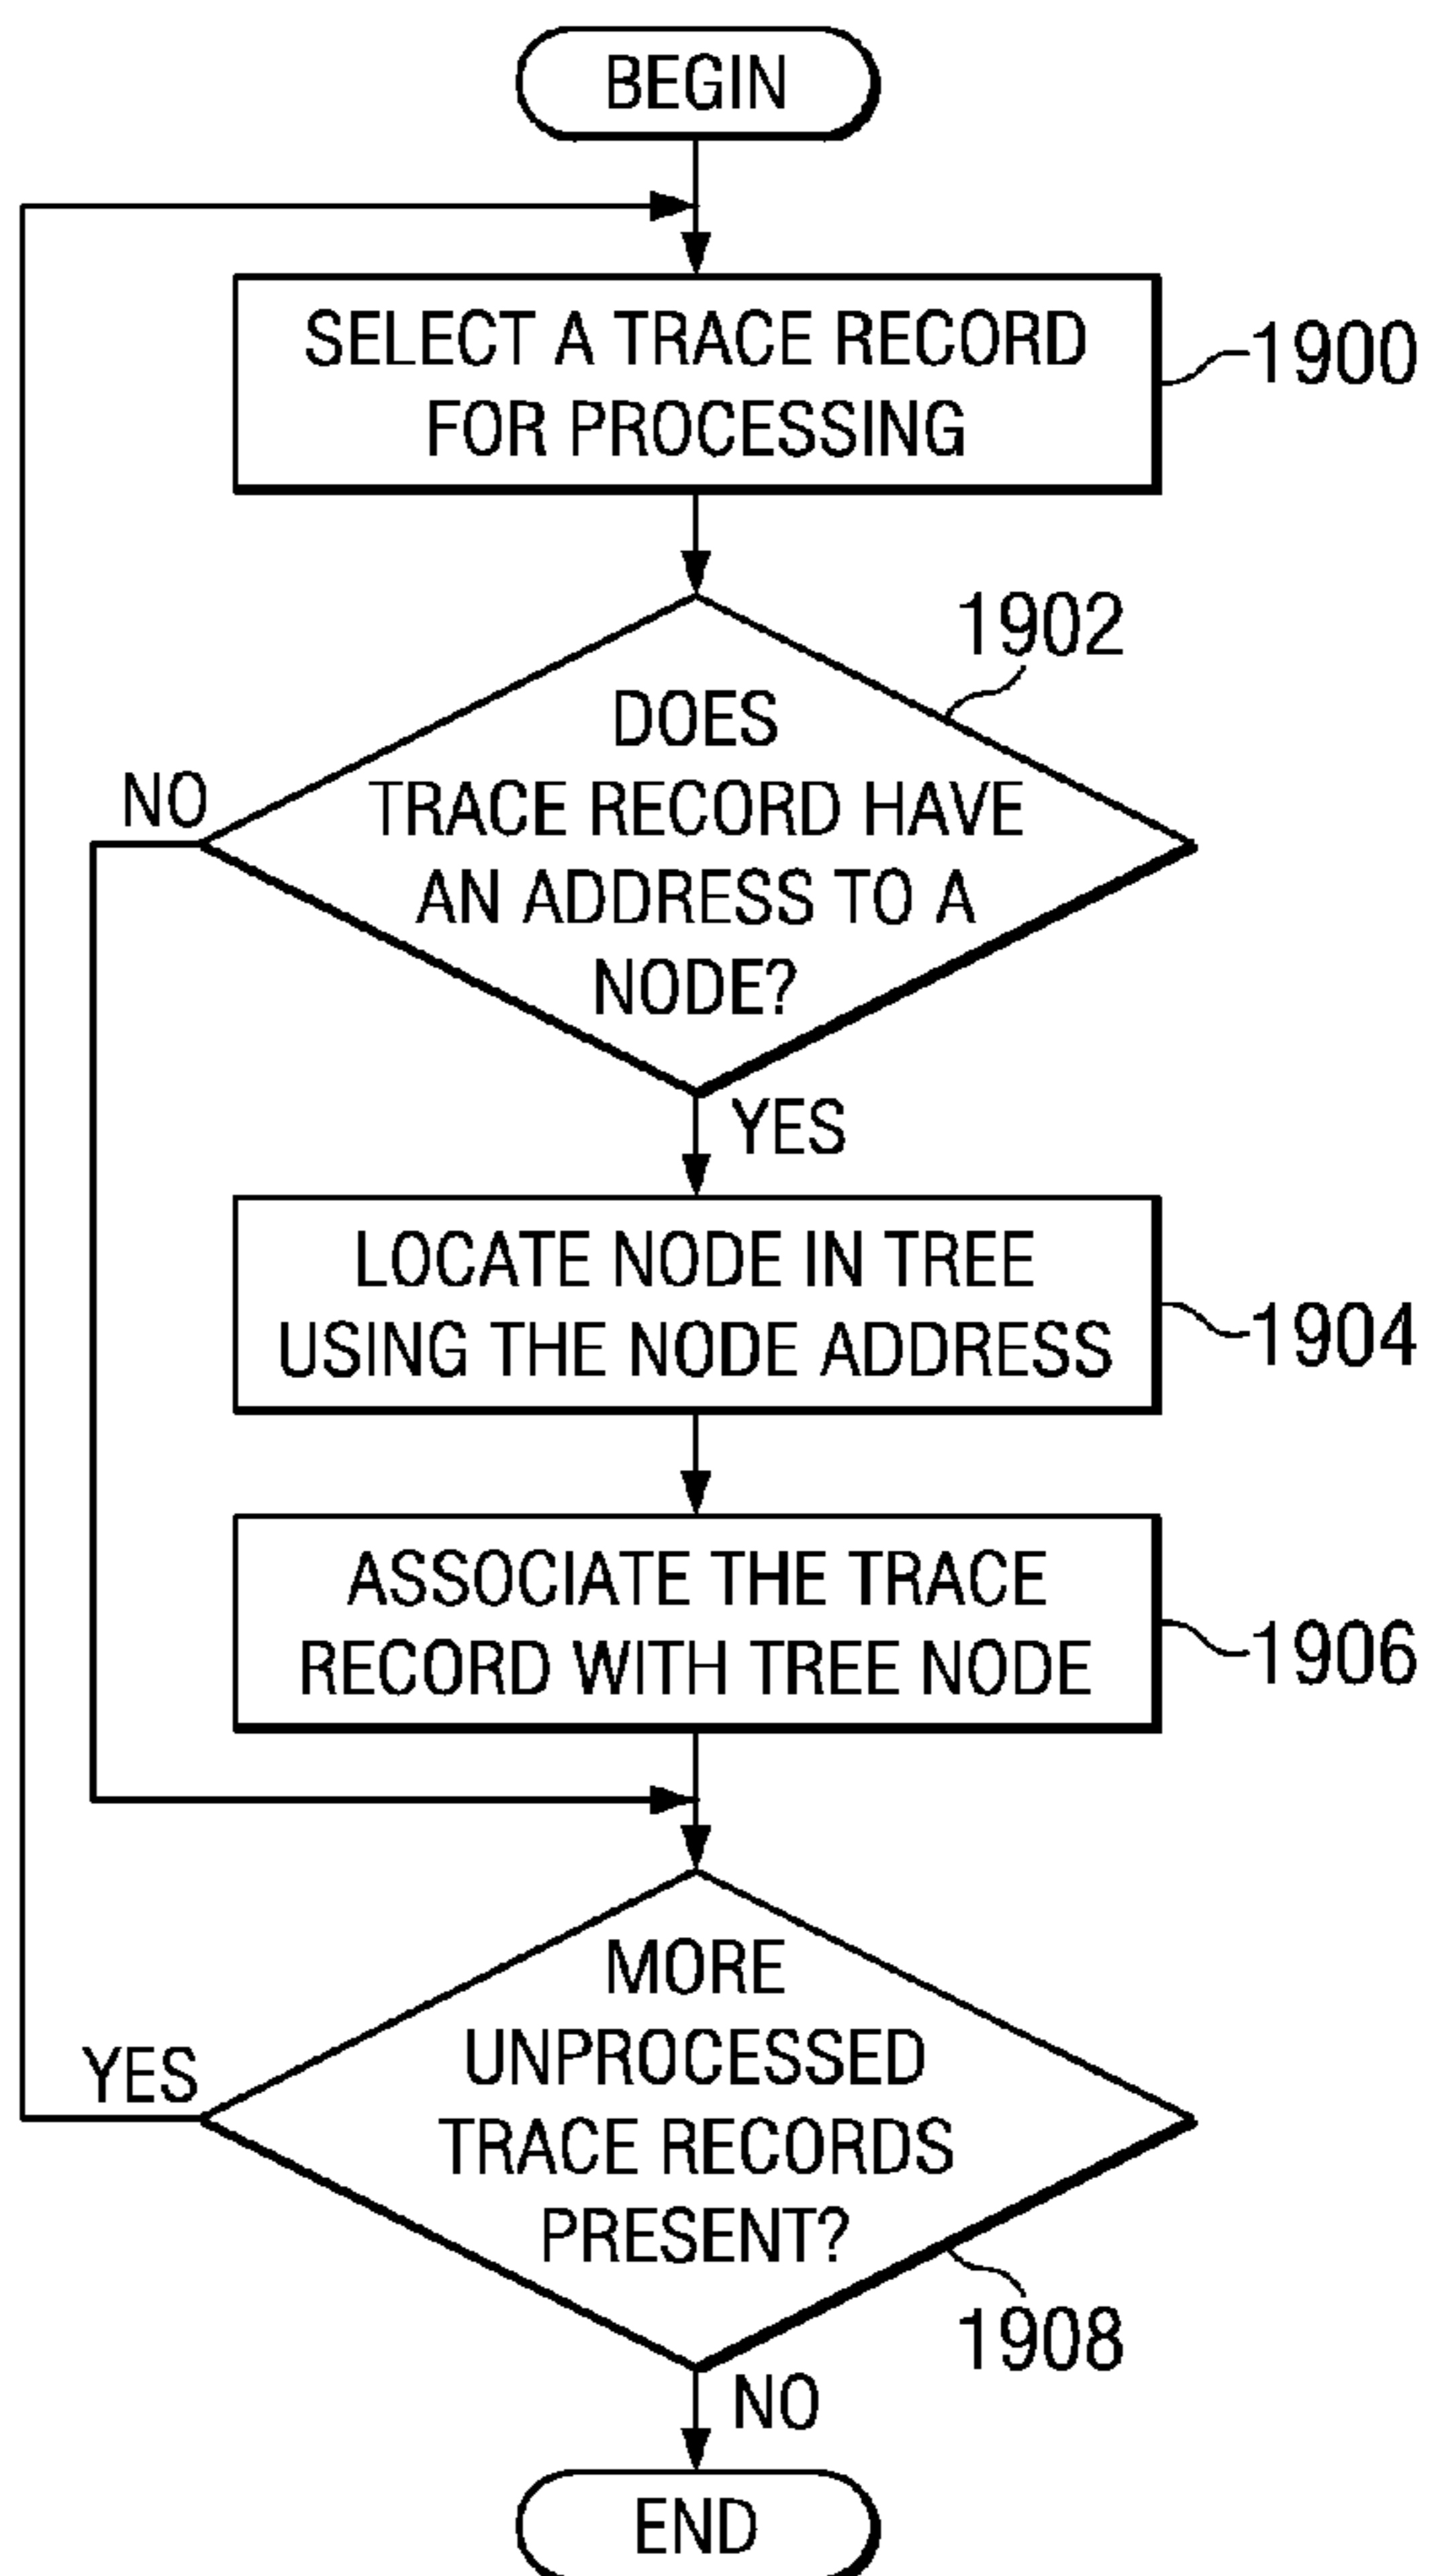 BEGIN
SELECT A TRACE RECORD
FOR PROCESSING
1900
1902
DOES
TRACE RECORD HAVE
AN ADDRESS TO A
NODE?
NO
YES
LOCATE NODE IN TREE
USING THE NODE ADDRESS
1904
ASSOCIATE THE TRACE
RECORD WITH TREE NODE
1906
MORE
UNPROCESSED
TRACE RECORDS
PRESENT?
YES
1908
NO
END